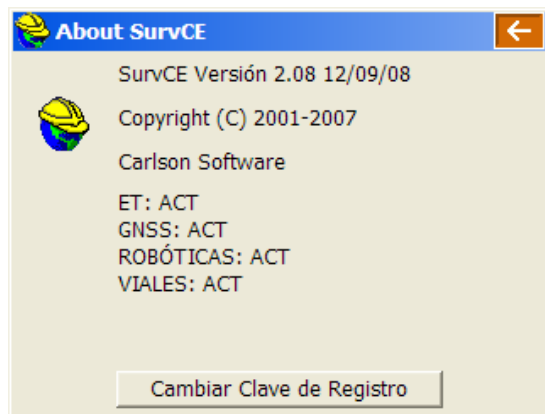 About SurvCE
SurvCE Versión 2.08 12/09/08
Copyright (C) 2001-2007
Carlson Software
ET: ACT
GNSS: ACT
ROBÓTICAS: ACT
VIALES: ACT
Cambiar Clave de Registro